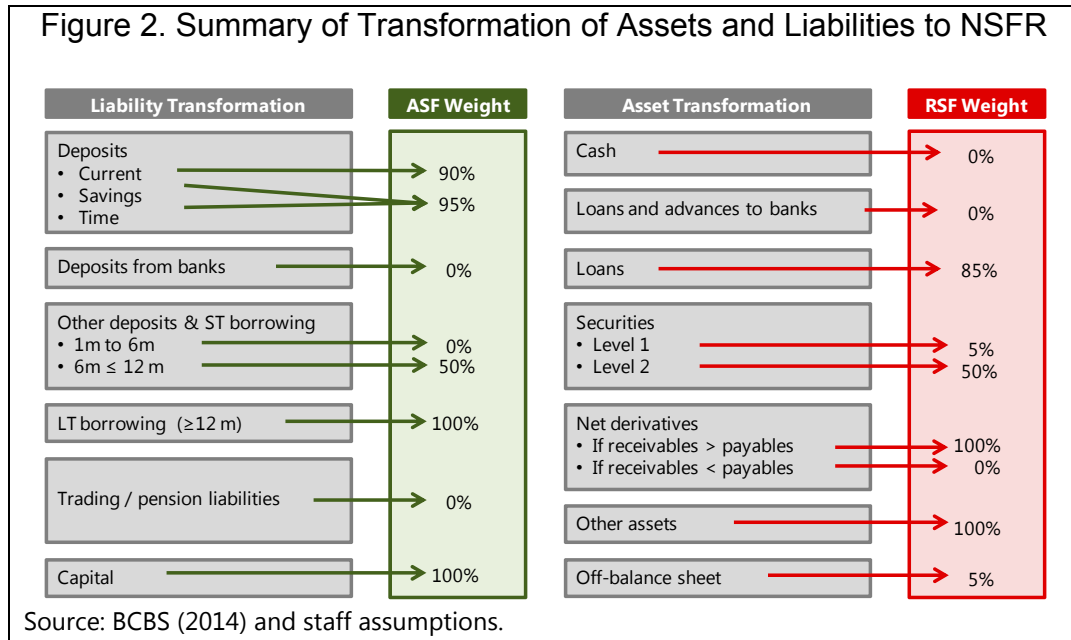 Figure 2. Summary of Transformation of Assets and Liabilities to NSFR
Liability Transformation
ASF Weight
Deposits
• Current
• Savings
• Time
90%
95%
Deposits from banks
0%
Other deposits & ST borrowing
• 1m to 6m
• 6m ≤ 12 m
0%
50%
LT borrowing (≥12 m)
100%
Trading / pension liabilities
0%
Capital
100%
Asset Transformation
RSF Weight
Cash
0%
Loans and advances to banks
0%
Loans
85%
Securities
• Level 1
• Level 2
5%
50%
Net derivatives
• If receivables > payables
• If receivables < payables
100%
0%
Other assets
100%
Off-balance sheet
5%
Source: BCBS (2014) and staff assumptions.